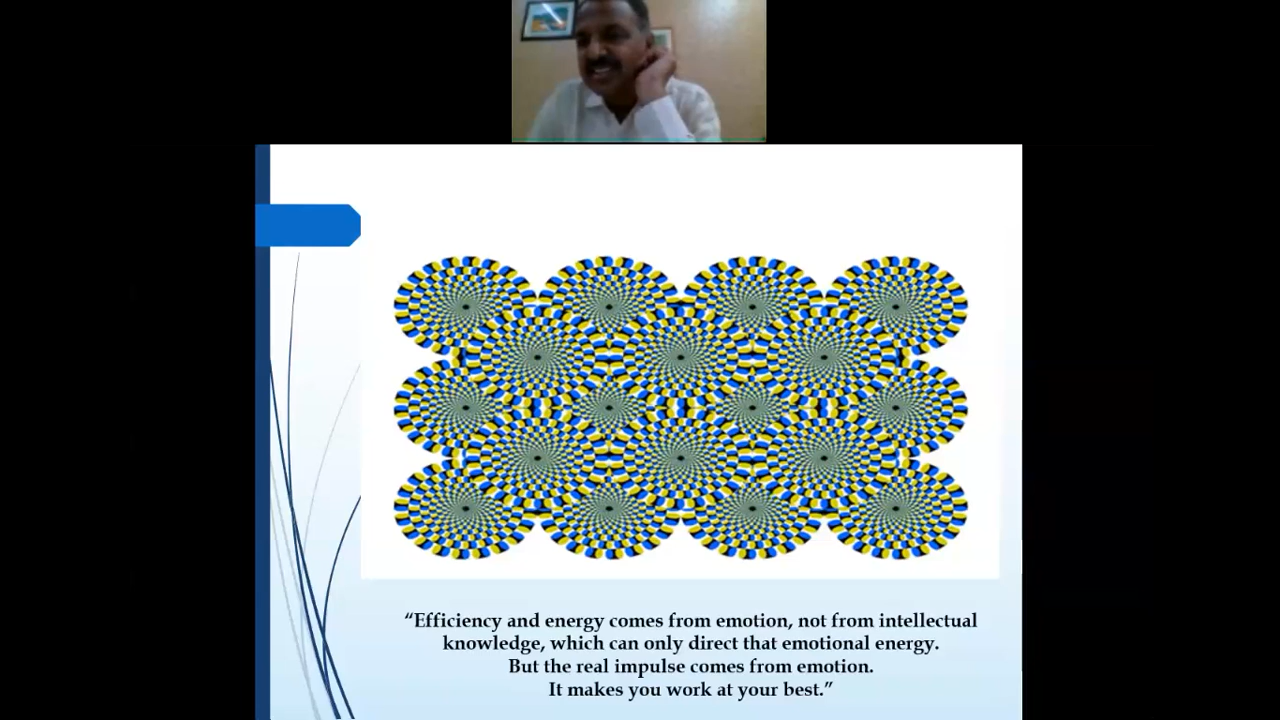 “Efficiency and energy comes from emotion, not from intellectual
knowledge, which can only direct that emotional energy.
But the real impulse comes from emotion.
It makes you work at your best.”